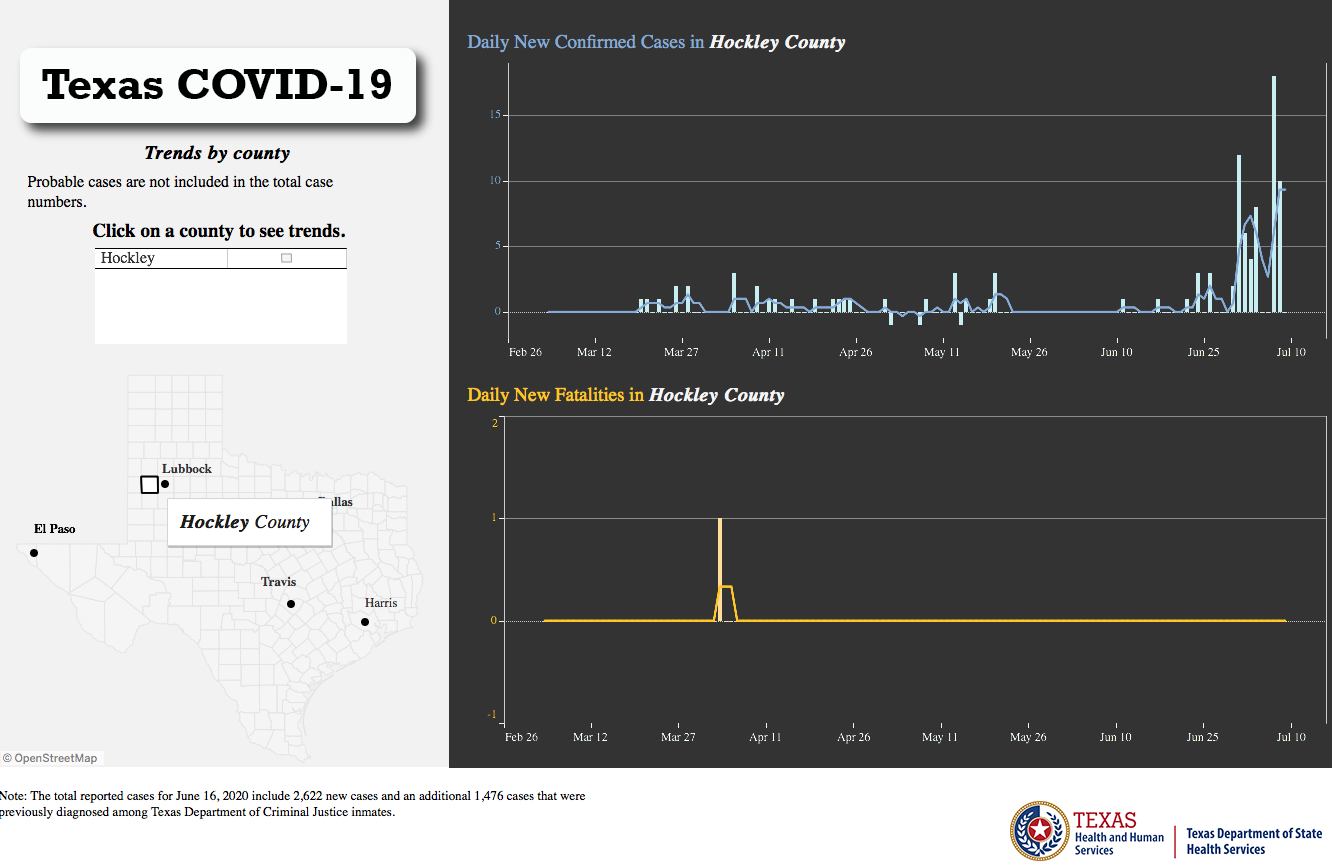 Texas COVID-19
Trends by county
Probable cases are not included in the total case
numbers.
Click on a county to see trends.
Hockley
Lubbock
Hockley County
El Paso
Travis
Harris
© OpenStreetMap
Daily New Confirmed Cases in Hockley County
15
10
5
0
Feb 26 Mar 12 Mar 27 Apr 11 Apr 26 May 11 May 26 Jun 10 Jun 25 Jul 10
Daily New Fatalities in Hockley County
2
1
0
-1
Feb 26 Mar 12 Mar 27 Apr 11 Apr 26 May 11 May 26 Jun 10 Jun 25 Jul 10
Note: The total reported cases for June 16, 2020 include 2,622 new cases and an additional 1,476 cases that were
previously diagnosed among Texas Department of Criminal Justice inmates.
TEXAS
Health and Human
Services
Texas Department of State
Health Services